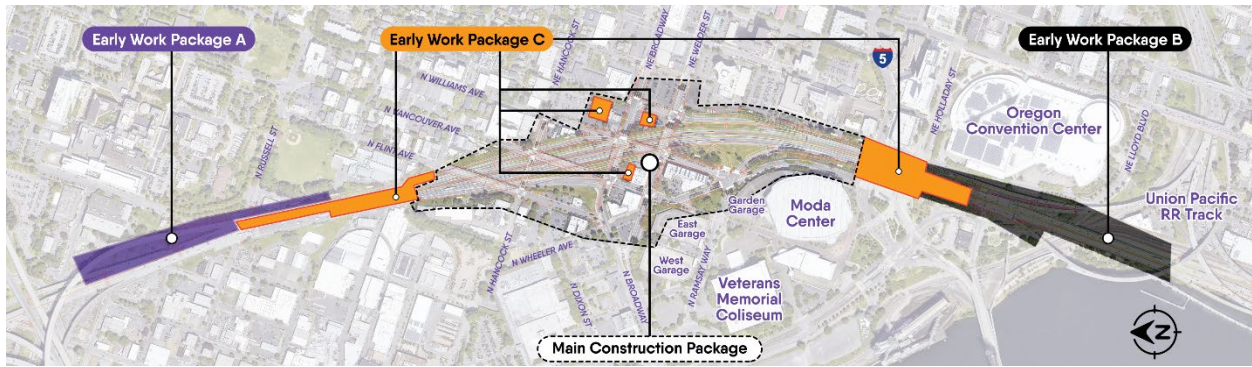 Early Work Package A
Early Work Package C
Early Work Package B
5
NE HANCOCK ST
NE BROADWAY
NE WEIDLER ST
N WILLIAMS AVE
N VANCOUVER AVE
N FLINT AVE
N RUSSELL ST
NE HOLLADAY ST
Oregon
Convention Center
NE LLOYD BLVD
Union Pacific
RR Track
Garden
Garage
Moda
Center
East
Garage
West
Garage
N HANCOCK ST
N WHEELER AVE
N DIXON ST
N BROADWAY
N RAMSAY WAY
Veterans
Memorial
Coliseum
Main Construction Package
Z